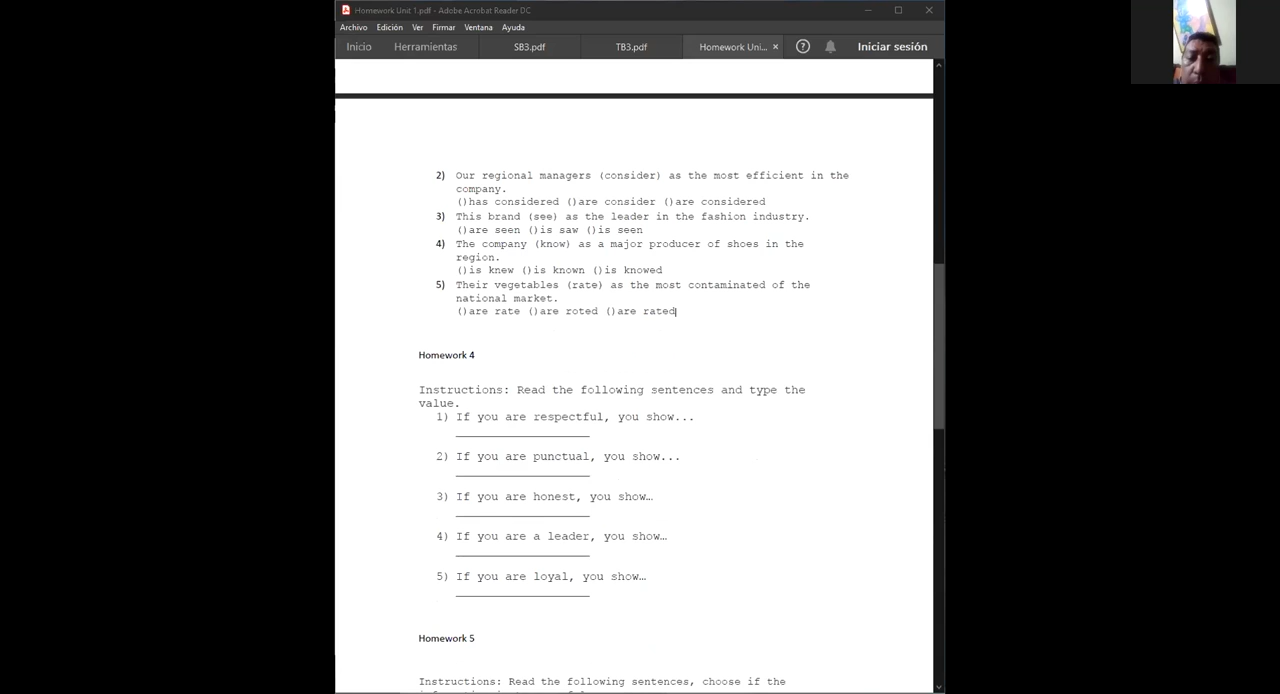 Homework Unit 1.pdf - Adobe Acrobat Reader DC
Archivo Edición Ver Firmar Ventana Ayuda
Inicio Herramientas SB3.pdf TB3.pdf Homework Uni... × ? Iniciar sesión
2) Our regional managers (consider) as the most efficient in the
company.
()has considered ()are consider ()are considered
3) This brand (see) as the leader in the fashion industry.
()are seen ()is saw ()is seen
4) The company (know) as a major producer of shoes in the
region.
()is knew ()is known ()is knowed
5) Their vegetables (rate) as the most contaminated of the
national market.
()are rate ()are roted ()are rated
Homework 4
Instructions: Read the following sentences and type the
value.
1) If you are respectful, you show...
2) If you are punctual, you show...
3) If you are honest, you show…
4) If you are a leader, you show…
5) If you are loyal, you show…
Homework 5
Instructions: Read the following sentences, choose if the